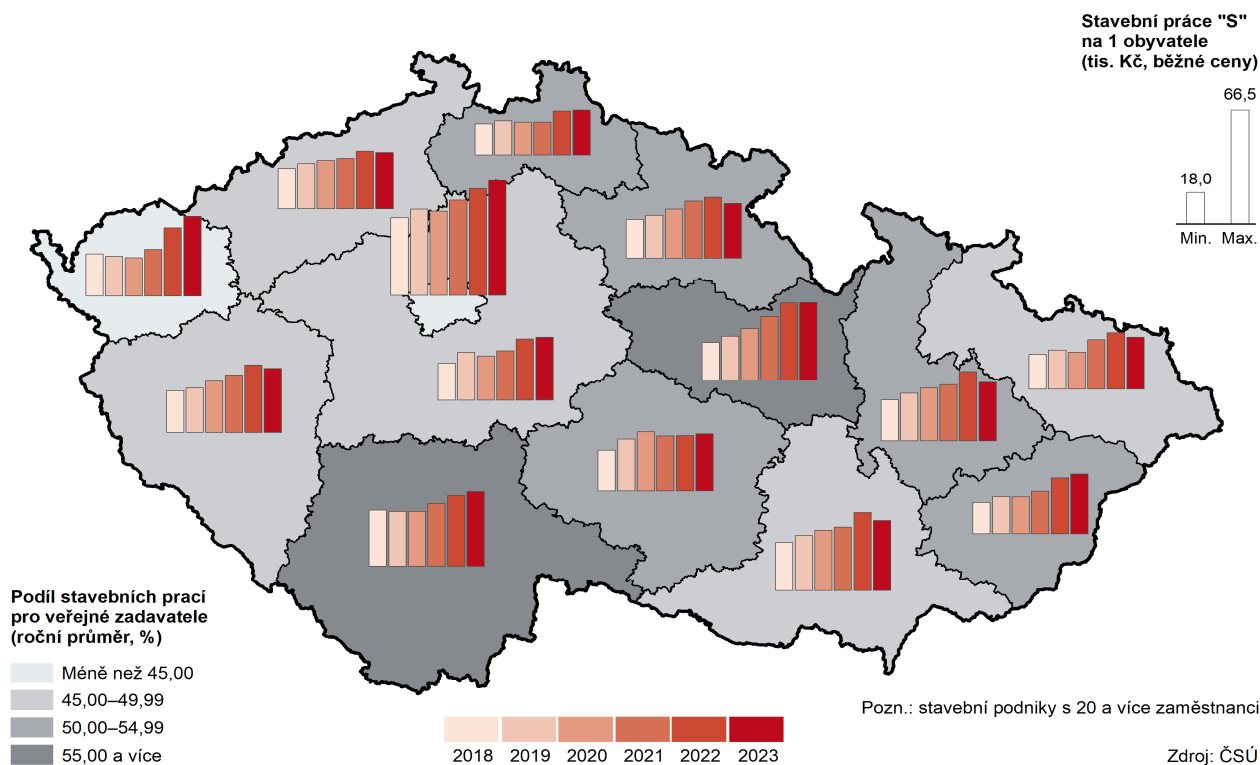 Stavební práce "S"
na 1 obyvatele
(tis. Kč, běžné ceny)
66,5
18,0
Min. Max.
Podíl stavebních prací
pro veřejné zadavatele
(roční průměr, %)
Méně než 45,00
45,00–49,99
50,00–54,99
55,00 a více
2018 2019 2020 2021 2022 2023
Pozn.: stavební podniky s 20 a více zaměstnanci
Zdroj: ČSÚ